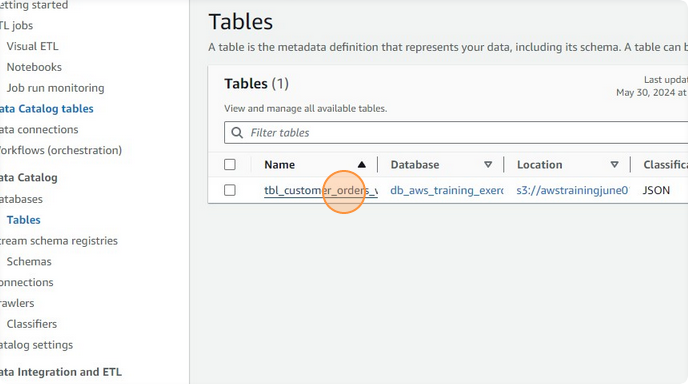 etting started
TL jobs
Visual ETL
Notebooks
Job run monitoring
ata Catalog tables
ata connections
orkflows (orchestration)
ata Catalog
atabases
Tables
tream schema registries
Schemas
onnections
rawlers
Classifiers
atalog settings
ata Integration and ETL
Tables
A table is the metadata definition that represents your data, including its schema. A table can b
Tables (1)
Last updat
May 30, 2024 at
View and manage all available tables.
Filter tables
Name Database Location Classifica
tbl_customer_orders_v db_aws_training_exerc s3://awstrainingjune0 JSON